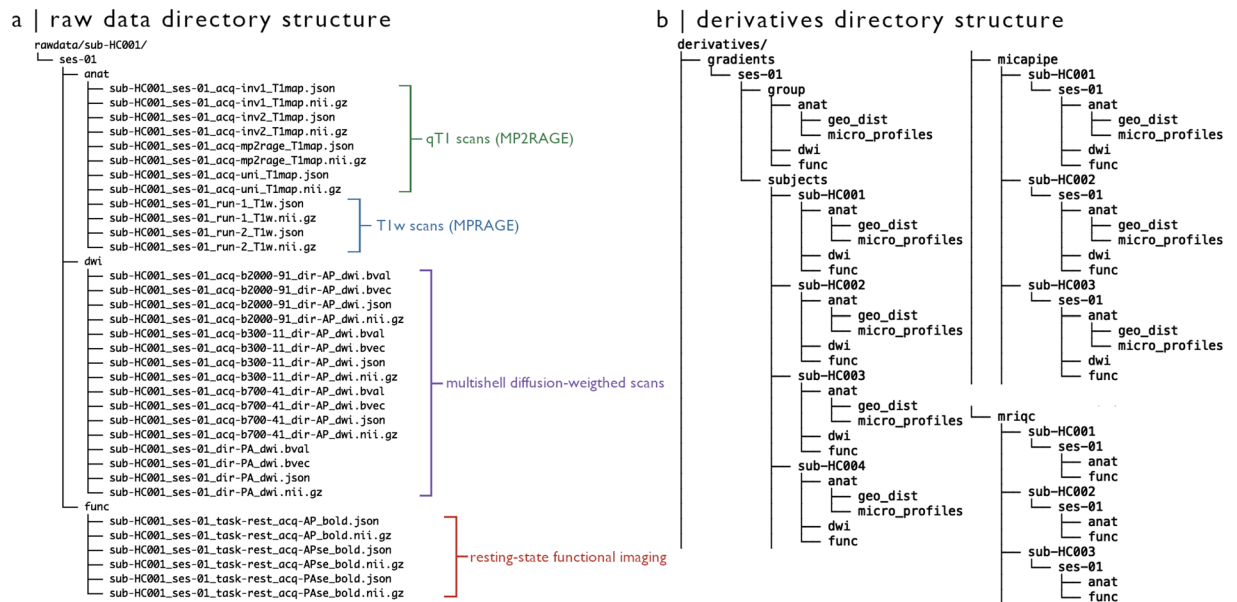 a | raw data directory structure
rawdata/sub-HC001/
ses-01
anat
sub-HC001_ses-01_acq-inv1_T1map.json
sub-HC001_ses-01_acq-inv1_T1map.nii.gz
sub-HC001_ses-01_acq-inv2_T1map.json
sub-HC001_ses-01_acq-inv2_T1map.nii.gz
sub-HC001_ses-01_acq-mp2rage_T1map.json
sub-HC001_ses-01_acq-mp2rage_T1map.nii.gz
sub-HC001_ses-01_acq-uni_T1map.json
sub-HC001_ses-01_acq-uni_T1map.nii.gz
qT1 scans (MP2RAGE)
sub-HC001_ses-01_run-1_T1w.json
sub-HC001_ses-01_run-1_T1w.nii.gz
sub-HC001_ses-01_run-2_T1w.json
sub-HC001_ses-01_run-2_T1w.nii.gz
T1w scans (MPRAGE)
dwi
sub-HC001_ses-01_acq-b2000-91_dir-AP_dwi.bval
sub-HC001_ses-01_acq-b2000-91_dir-AP_dwi.bvec
sub-HC001_ses-01_acq-b2000-91_dir-AP_dwi.json
sub-HC001_ses-01_acq-b2000-91_dir-AP_dwi.nii.gz
sub-HC001_ses-01_acq-b300-11_dir-AP_dwi.bval
sub-HC001_ses-01_acq-b300-11_dir-AP_dwi.bvec
sub-HC001_ses-01_acq-b300-11_dir-AP_dwi.json
sub-HC001_ses-01_acq-b300-11_dir-AP_dwi.nii.gz
sub-HC001_ses-01_acq-b700-41_dir-AP_dwi.bval
sub-HC001_ses-01_acq-b700-41_dir-AP_dwi.bvec
sub-HC001_ses-01_acq-b700-41_dir-AP_dwi.json
sub-HC001_ses-01_acq-b700-41_dir-AP_dwi.nii.gz
sub-HC001_ses-01_dir-PA_dwi.bval
sub-HC001_ses-01_dir-PA_dwi.bvec
sub-HC001_ses-01_dir-PA_dwi.json
sub-HC001_ses-01_dir-PA_dwi.nii.gz
multishell diffusion-weigthed scans
func
sub-HC001_ses-01_task-rest_acq-AP_bold.json
sub-HC001_ses-01_task-rest_acq-AP_bold.nii.gz
sub-HC001_ses-01_task-rest_acq-APse_bold.json
sub-HC001_ses-01_task-rest_acq-APse_bold.nii.gz
sub-HC001_ses-01_task-rest_acq-PAse_bold.json
sub-HC001_ses-01_task-rest_acq-PAse_bold.nii.gz
resting-state functional imaging
b | derivatives directory structure
derivatives/
gradients
ses-01
group
anat
geo_dist
micro_profiles
dwi
func
subjects
sub-HC001
anat
geo_dist
micro_profiles
dwi
func
sub-HC002
anat
geo_dist
micro_profiles
dwi
func
sub-HC003
anat
geo_dist
micro_profiles
dwi
func
sub-HC004
anat
geo_dist
micro_profiles
dwi
func
micapipe
sub-HC001
ses-01
anat
geo_dist
micro_profiles
dwi
func
sub-HC002
ses-01
anat
geo_dist
micro_profiles
dwi
func
sub-HC003
ses-01
anat
geo_dist
micro_profiles
dwi
func
mriqc
sub-HC001
ses-01
anat
func
sub-HC002
ses-01
anat
func
sub-HC003
ses-01
anat
func